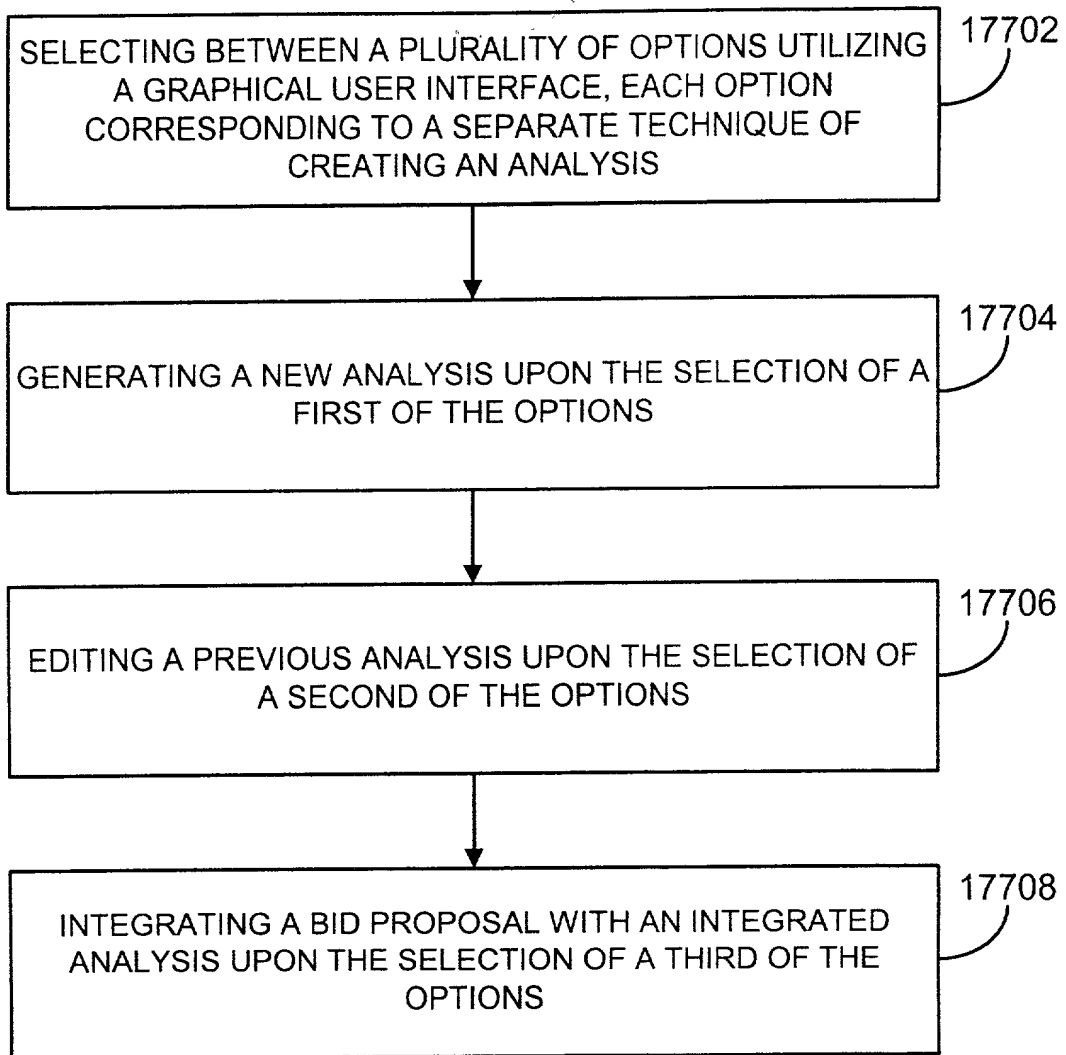 SELECTING BETWEEN A PLURALITY OF OPTIONS UTILIZING
A GRAPHICAL USER INTERFACE, EACH OPTION
CORRESPONDING TO A SEPARATE TECHNIQUE OF
CREATING AN ANALYSIS
17702
GENERATING A NEW ANALYSIS UPON THE SELECTION OF A
FIRST OF THE OPTIONS
17704
EDITING A PREVIOUS ANALYSIS UPON THE SELECTION OF
A SECOND OF THE OPTIONS
17706
INTEGRATING A BID PROPOSAL WITH AN INTEGRATED
ANALYSIS UPON THE SELECTION OF A THIRD OF THE
OPTIONS
17708